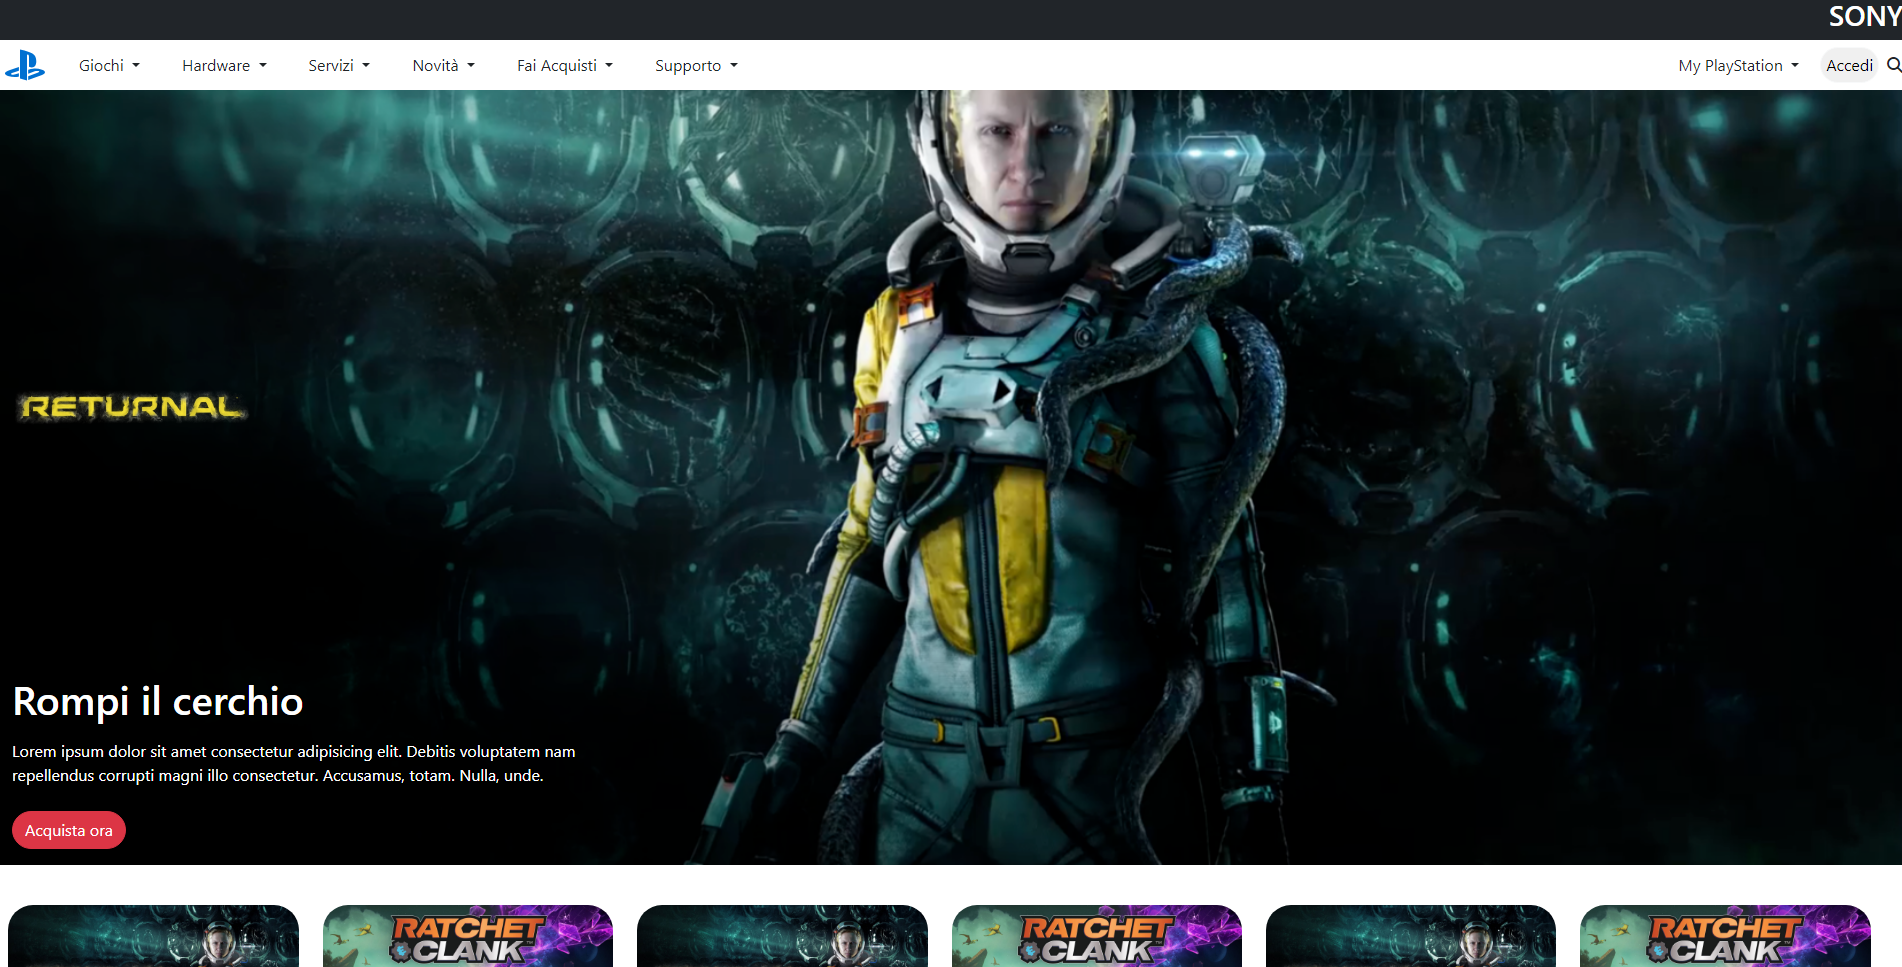 SONY
Giochi Hardware Servizi Novità Fai Acquisti Supporto My PlayStation Accedi
RETURNAL
Rompi il cerchio
Lorem ipsum dolor sit amet consectetur adipisicing elit. Debitis voluptatem nam
repellendus corrupti magni illo consectetur. Accusamus, totam. Nulla, unde.
Acquista ora
RATCHET RATCHET RATCHET
CLANK CLANK CLANK